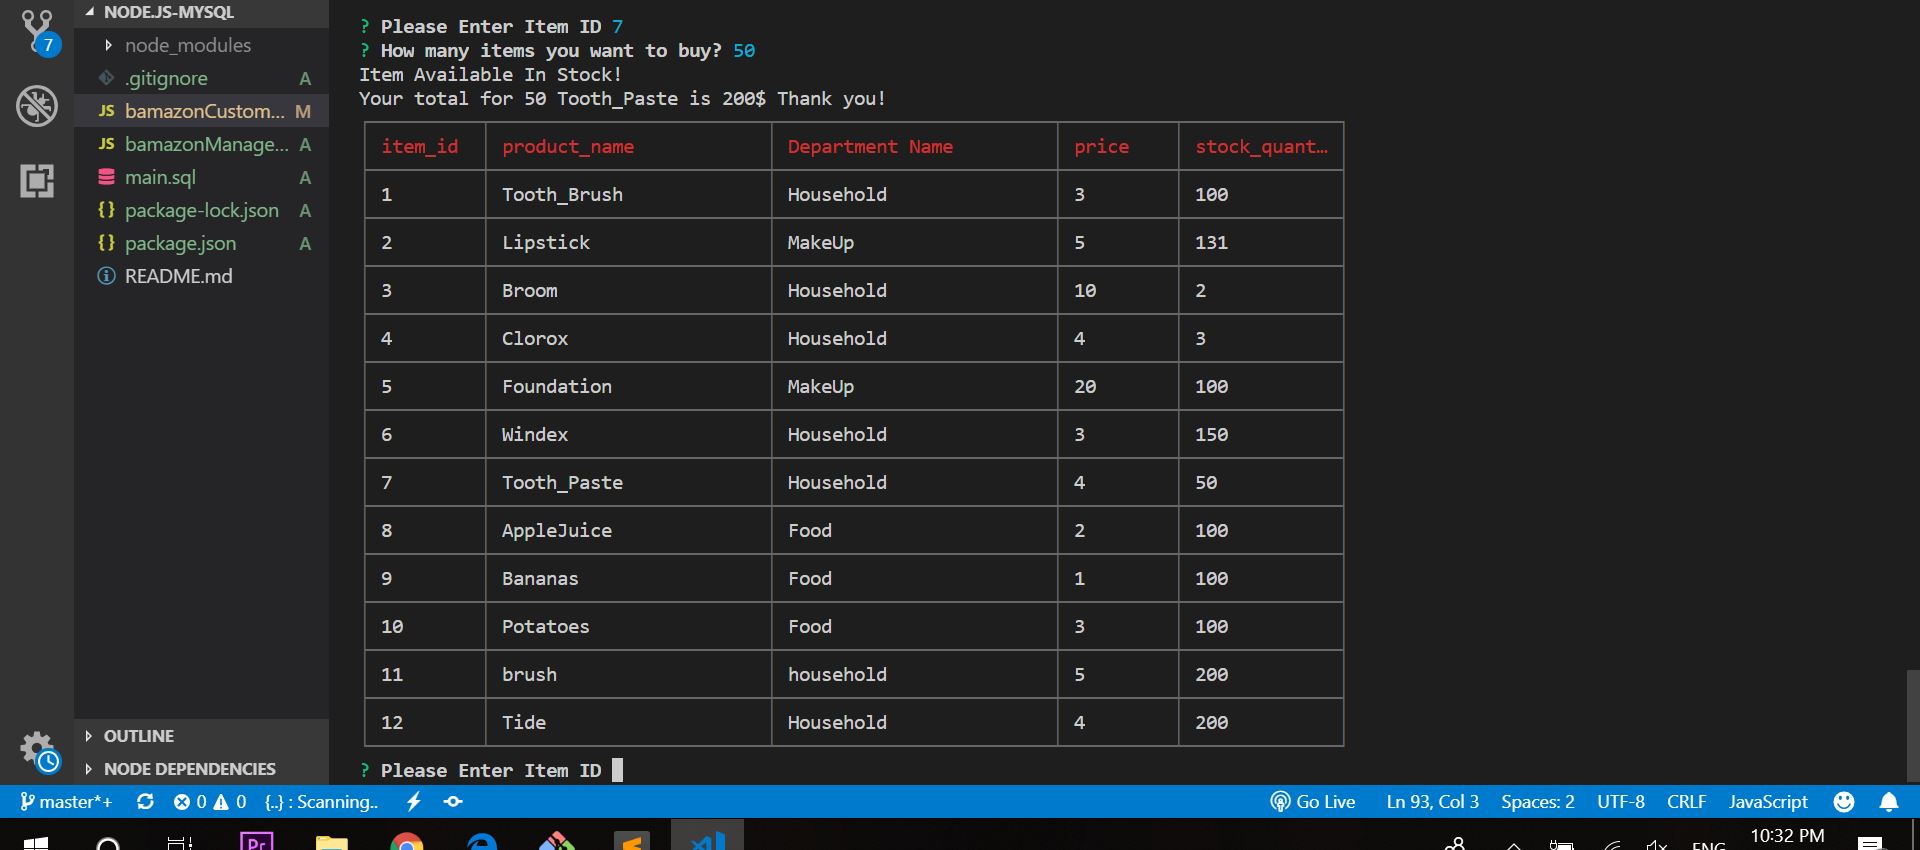 NODE.JS-MYSQL
7
node_modules
.gitignore A
JS bamazonCustom... M
JS bamazonManage... A
main.sql A
{} package-lock.json A
{} package.json A
README.md
OUTLINE
NODE DEPENDENCIES
? Please Enter Item ID 7
? How many items you want to buy? 50
Item Available In Stock!
Your total for 50 Tooth_Paste is 200$ Thank you!
item_id product_name Department Name price stock_quant…
1 Tooth_Brush Household 3 100
2 Lipstick MakeUp 5 131
3 Broom Household 10 2
4 Clorox Household 4 3
5 Foundation MakeUp 20 100
6 Windex Household 3 150
7 Tooth_Paste Household 4 50
8 AppleJuice Food 2 100
9 Bananas Food 1 100
10 Potatoes Food 3 100
11 brush household 5 200
12 Tide Household 4 200
? Please Enter Item ID
master*+ 0 0 {..} : Scanning.. Go Live Ln 93, Col 3 Spaces: 2 UTF-8 CRLF JavaScript
Pr ENG 10:32 PM